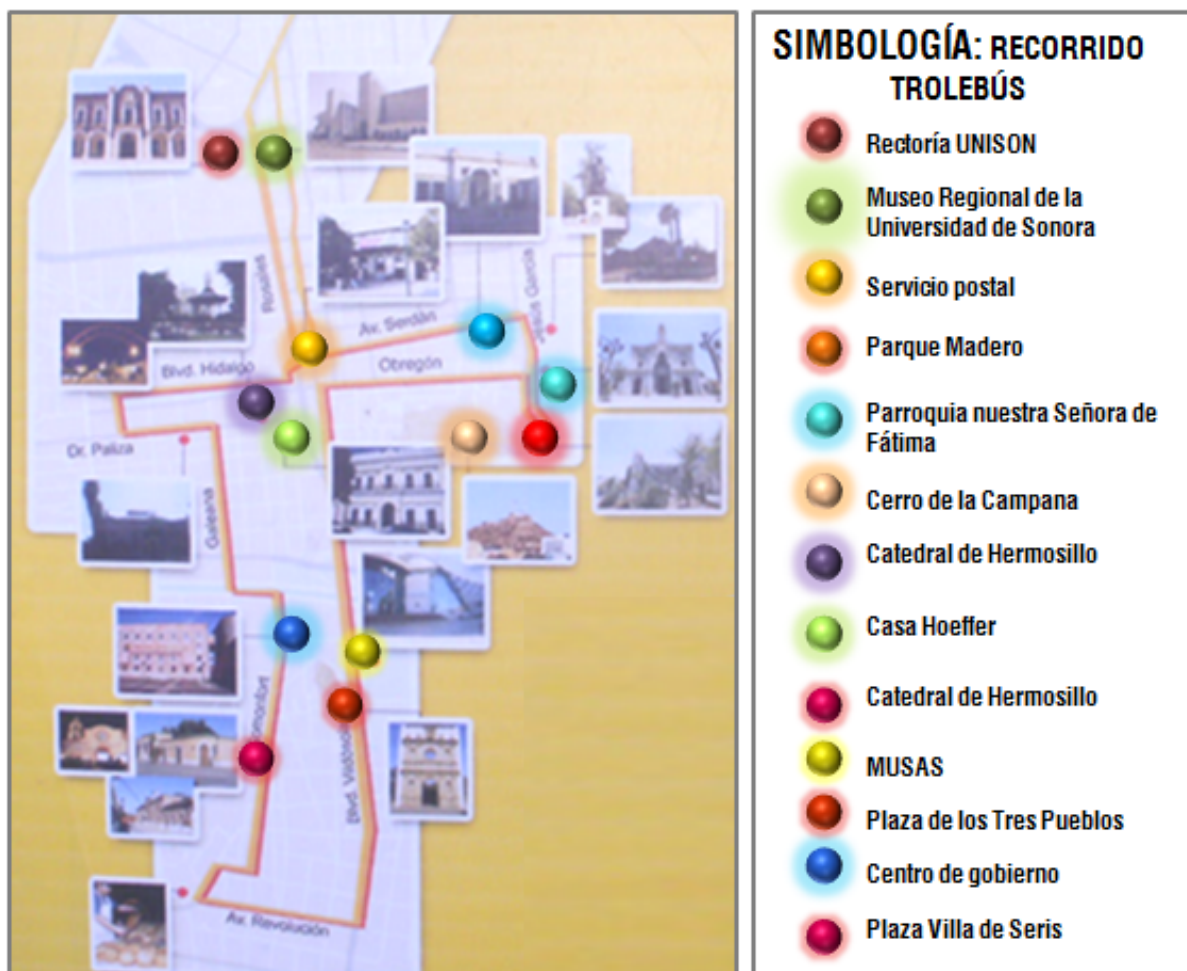 SIMBOLOGÍA: RECORRIDO
TROLEBÚS
Rectoría UNISON
Museo Regional de la
Universidad de Sonora
Servicio postal
Parque Madero
Parroquia nuestra Señora de
Fátima
Cerro de la Campana
Catedral de Hermosillo
Casa Hoeffer
Catedral de Hermosillo
MUSAS
Plaza de los Tres Pueblos
Centro de gobierno
Plaza Villa de Seris
Rosales
Jesús García
Av. Serdán
Blvd. Hidalgo
Obregón
Dr. Paliza
Galeana
Blvd.
Av. Revolución